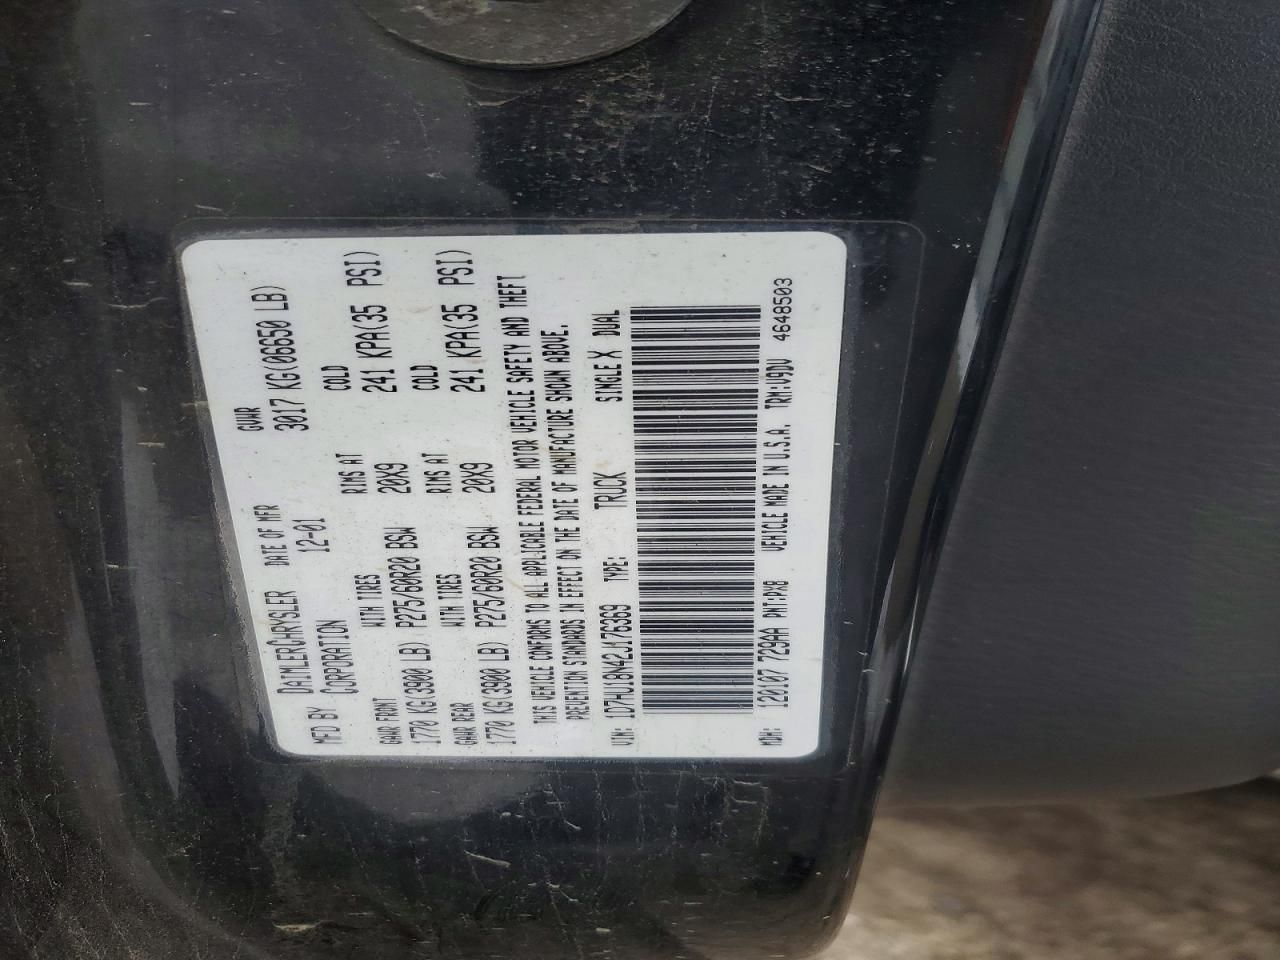 MFD BY DAIMLERCHRYSLER CORPORATION DATE OF MFR 12-01 GVWR 3017 KG(06650 LB)
GAWR FRONT WITH TIRES RIMS AT COLD
1770 KG(3900 LB) P275/60R20 BSW 20X9 241 KPA(35 PSI)
GAWR REAR WITH TIRES RIMS AT COLD
1770 KG(3900 LB) P275/60R20 BSW 20X9 241 KPA(35 PSI)
THIS VEHICLE CONFORMS TO ALL APPLICABLE FEDERAL MOTOR VEHICLE SAFETY AND THEFT
PREVENTION STANDARDS IN EFFECT ON THE DATE OF MANUFACTURE SHOWN ABOVE.
VIN: 1D7HU18N42J176369 TYPE: TRUCK SINGLE X DUAL
MDH: 120107 729AA PNT:PX8 VEHICLE MADE IN U.S.A. TRM:V9DV 4648503